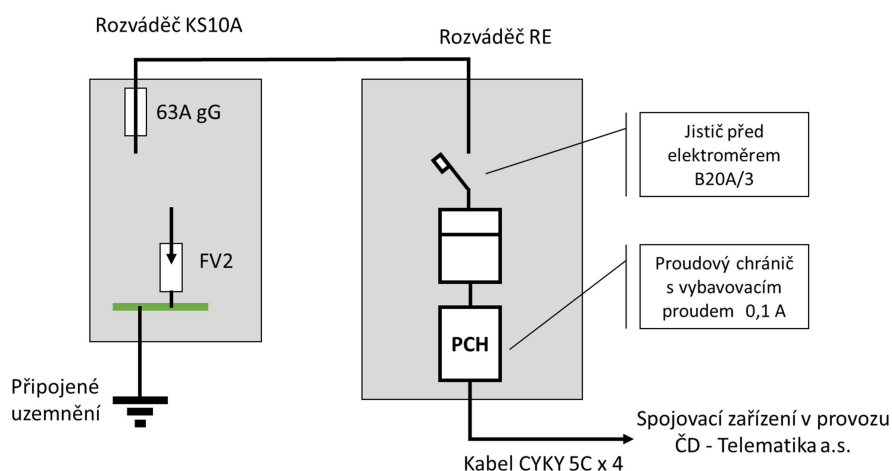 Rozváděč KS10A
Rozváděč RE
63A gG
Jistič před
elektroměrem
B20A/3
FV2
Proudový chránič
s vybavovacím
proudem 0,1 A
PCH
Připojené
uzemnění
Spojovací zařízení v provozu
ČD - Telematika a.s.
Kabel CYKY 5C x 4